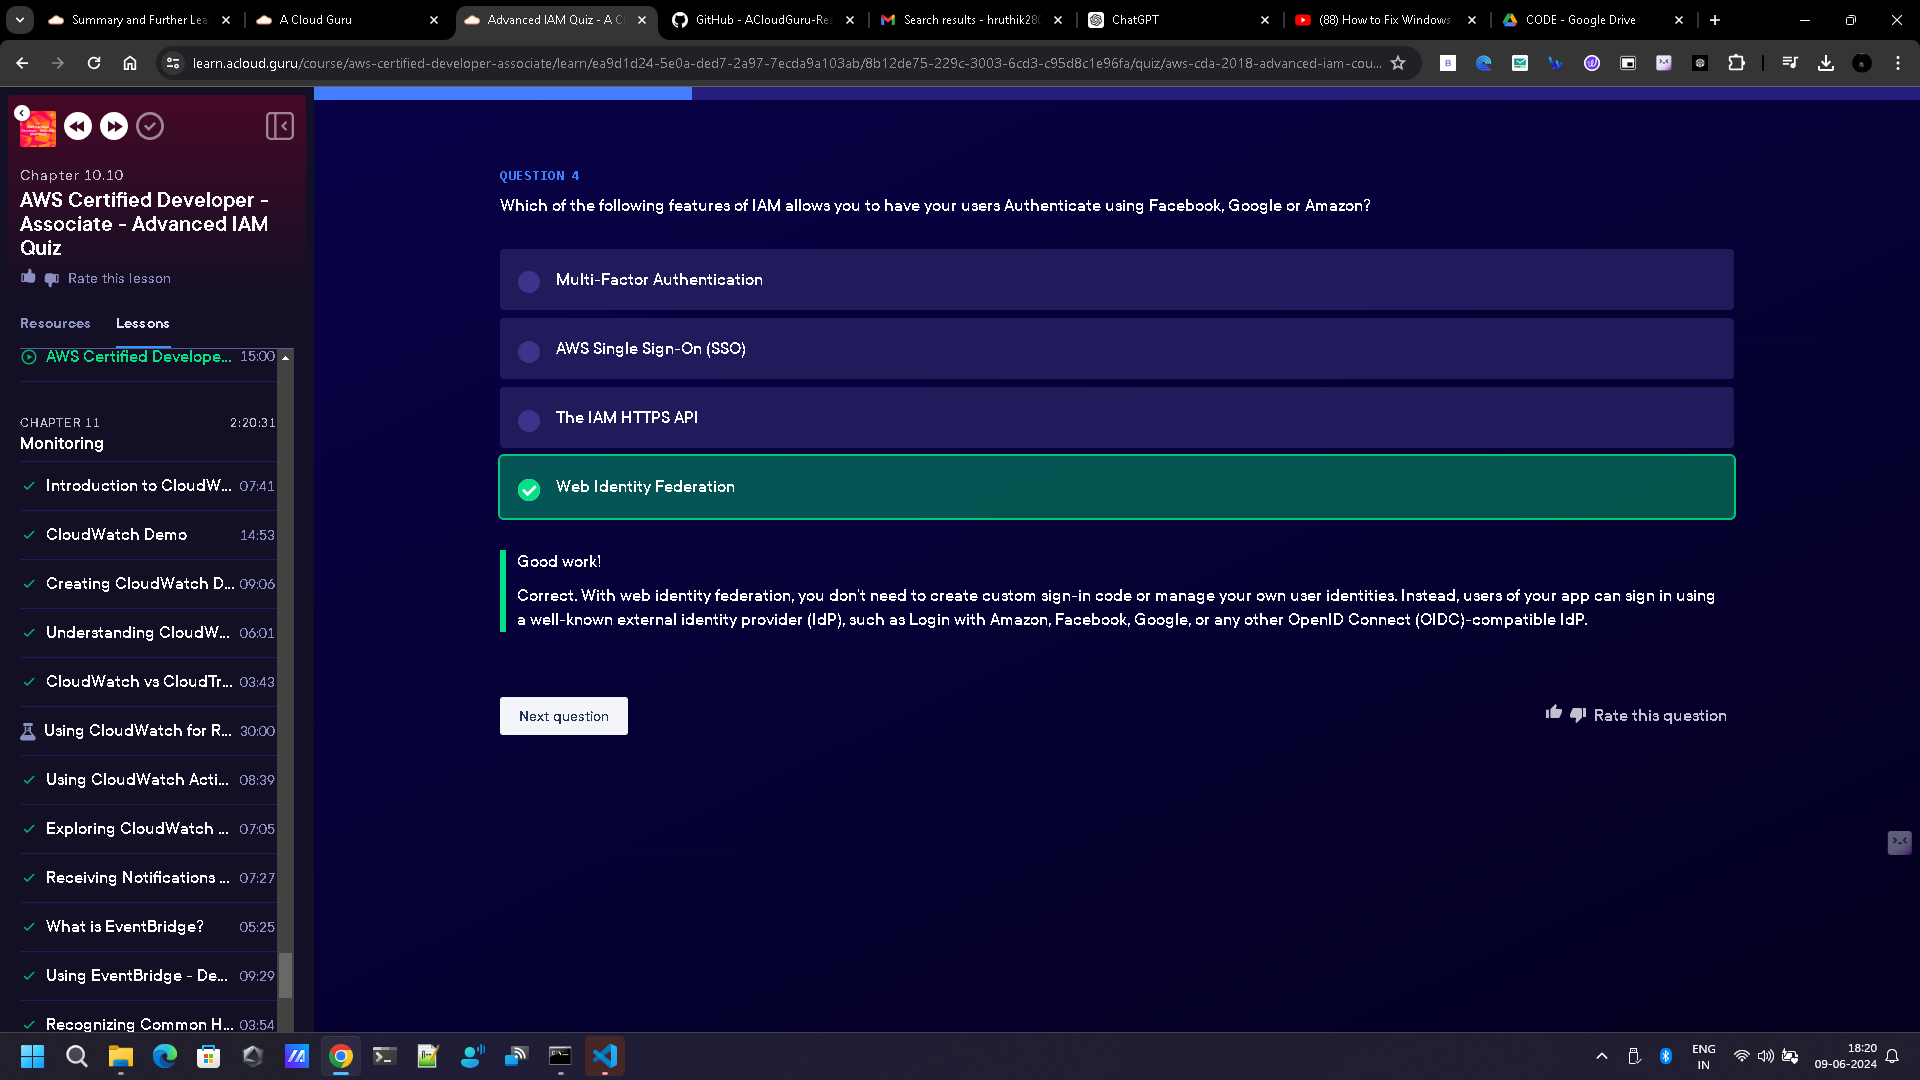 Summary and Further Lea
A Cloud Guru
Advanced IAM Quiz - A Cl
GitHub - ACloudGuru-Res
Search results - hruthik280
ChatGPT
(88) How to Fix Windows
CODE - Google Drive
learn.acloud.guru/course/aws-certified-developer-associate/learn/ea9d1d24-5e0a-ded7-2a97-7ecda9a103ab/8b12de75-229c-3003-6cd3-c95d8c1e96fa/quiz/aws-cda-2018-advanced-iam-cou...
Chapter 10.10
AWS Certified Developer -
Associate - Advanced IAM
Quiz
Rate this lesson
Resources
Lessons
AWS Certified Develope... 15:00
CHAPTER 11 2:20:31
Monitoring
Introduction to CloudW... 07:41
CloudWatch Demo 14:53
Creating CloudWatch D... 09:06
Understanding CloudW... 06:01
CloudWatch vs CloudTr... 03:43
Using CloudWatch for R... 30:00
Using CloudWatch Acti... 08:39
Exploring CloudWatch ... 07:05
Receiving Notifications ... 07:27
What is EventBridge? 05:25
Using EventBridge - De... 09:29
Recognizing Common H... 03:54
QUESTION 4
Which of the following features of IAM allows you to have your users Authenticate using Facebook, Google or Amazon?
Multi-Factor Authentication
AWS Single Sign-On (SSO)
The IAM HTTPS API
Web Identity Federation
Good work!
Correct. With web identity federation, you don't need to create custom sign-in code or manage your own user identities. Instead, users of your app can sign in using
a well-known external identity provider (IdP), such as Login with Amazon, Facebook, Google, or any other OpenID Connect (OIDC)-compatible IdP.
Next question
Rate this question
ENG
IN
18:20
09-06-2024